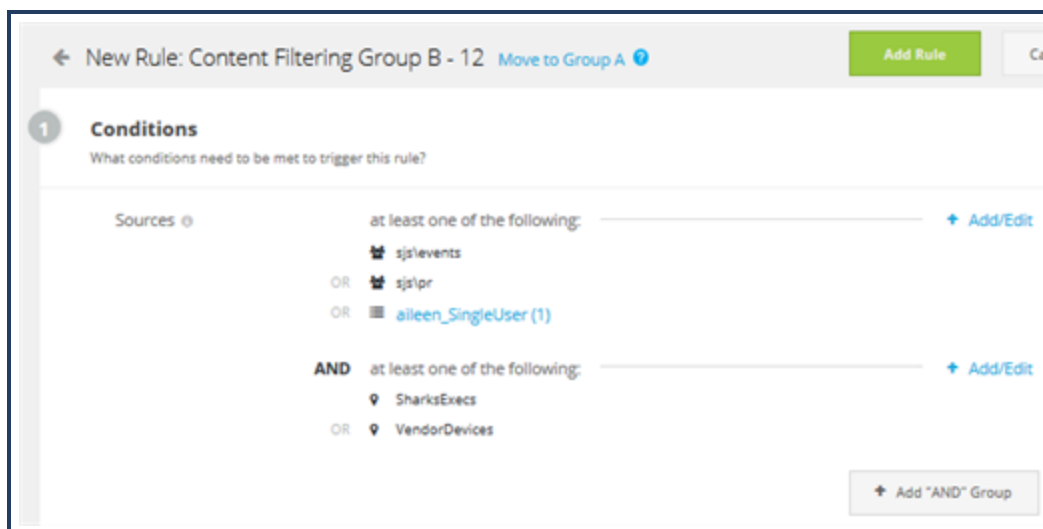 New Rule: Content Filtering Group B - 12 Move to Group A ? Add Rule Ca
1 Conditions
What conditions need to be met to trigger this rule?
Sources at least one of the following: + Add/Edit
sjs\events
OR sjs\pr
OR aileen_SingleUser (1)
AND at least one of the following: + Add/Edit
SharksExecs
OR VendorDevices
+ Add "AND" Group